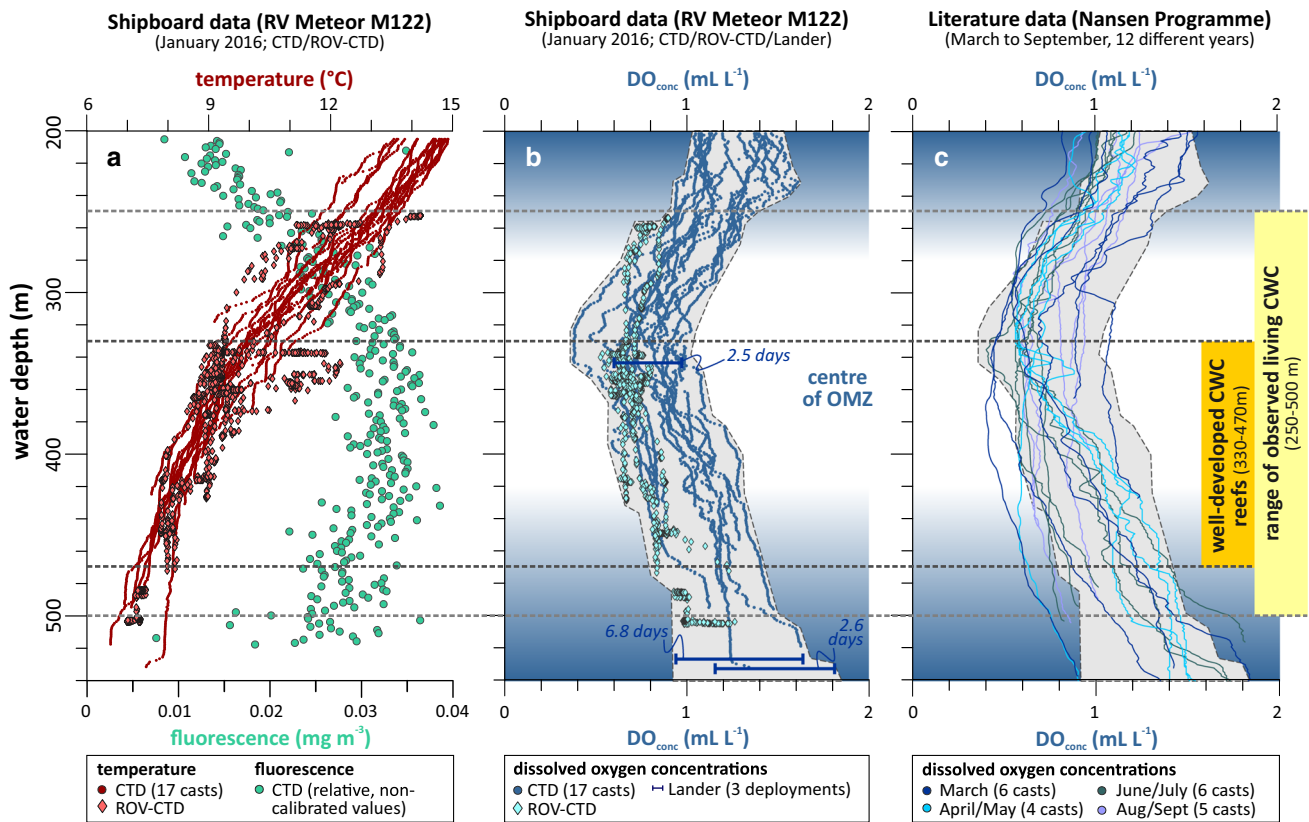 Shipboard data (RV Meteor M122)
(January 2016; CTD/ROV-CTD)
temperature (°C)
6 9 12 15
water depth (m)
200
300
400
500
a
0 0.01 0.02 0.03 0.04
fluorescence (mg m⁻³)
temperature
CTD (17 casts)
ROV-CTD
fluorescence
CTD (relative, non-
calibrated values)
Shipboard data (RV Meteor M122)
(January 2016; CTD/ROV-CTD/Lander)
DOconc (mL L⁻¹)
0 1 2
b
2.5 days
centre
of OMZ
6.8 days
2.6
days
0 1 2
DOconc (mL L⁻¹)
dissolved oxygen concentrations
CTD (17 casts)
Lander (3 deployments)
ROV-CTD
Literature data (Nansen Programme)
(March to September, 12 different years)
DOconc (mL L⁻¹)
0 1 2
c
well-developed CWC
reefs (330-470m)
range of observed living CWC
(250-500 m)
0 1 2
DOconc (mL L⁻¹)
dissolved oxygen concentrations
March (6 casts)
April/May (4 casts)
June/July (6 casts)
Aug/Sept (5 casts)